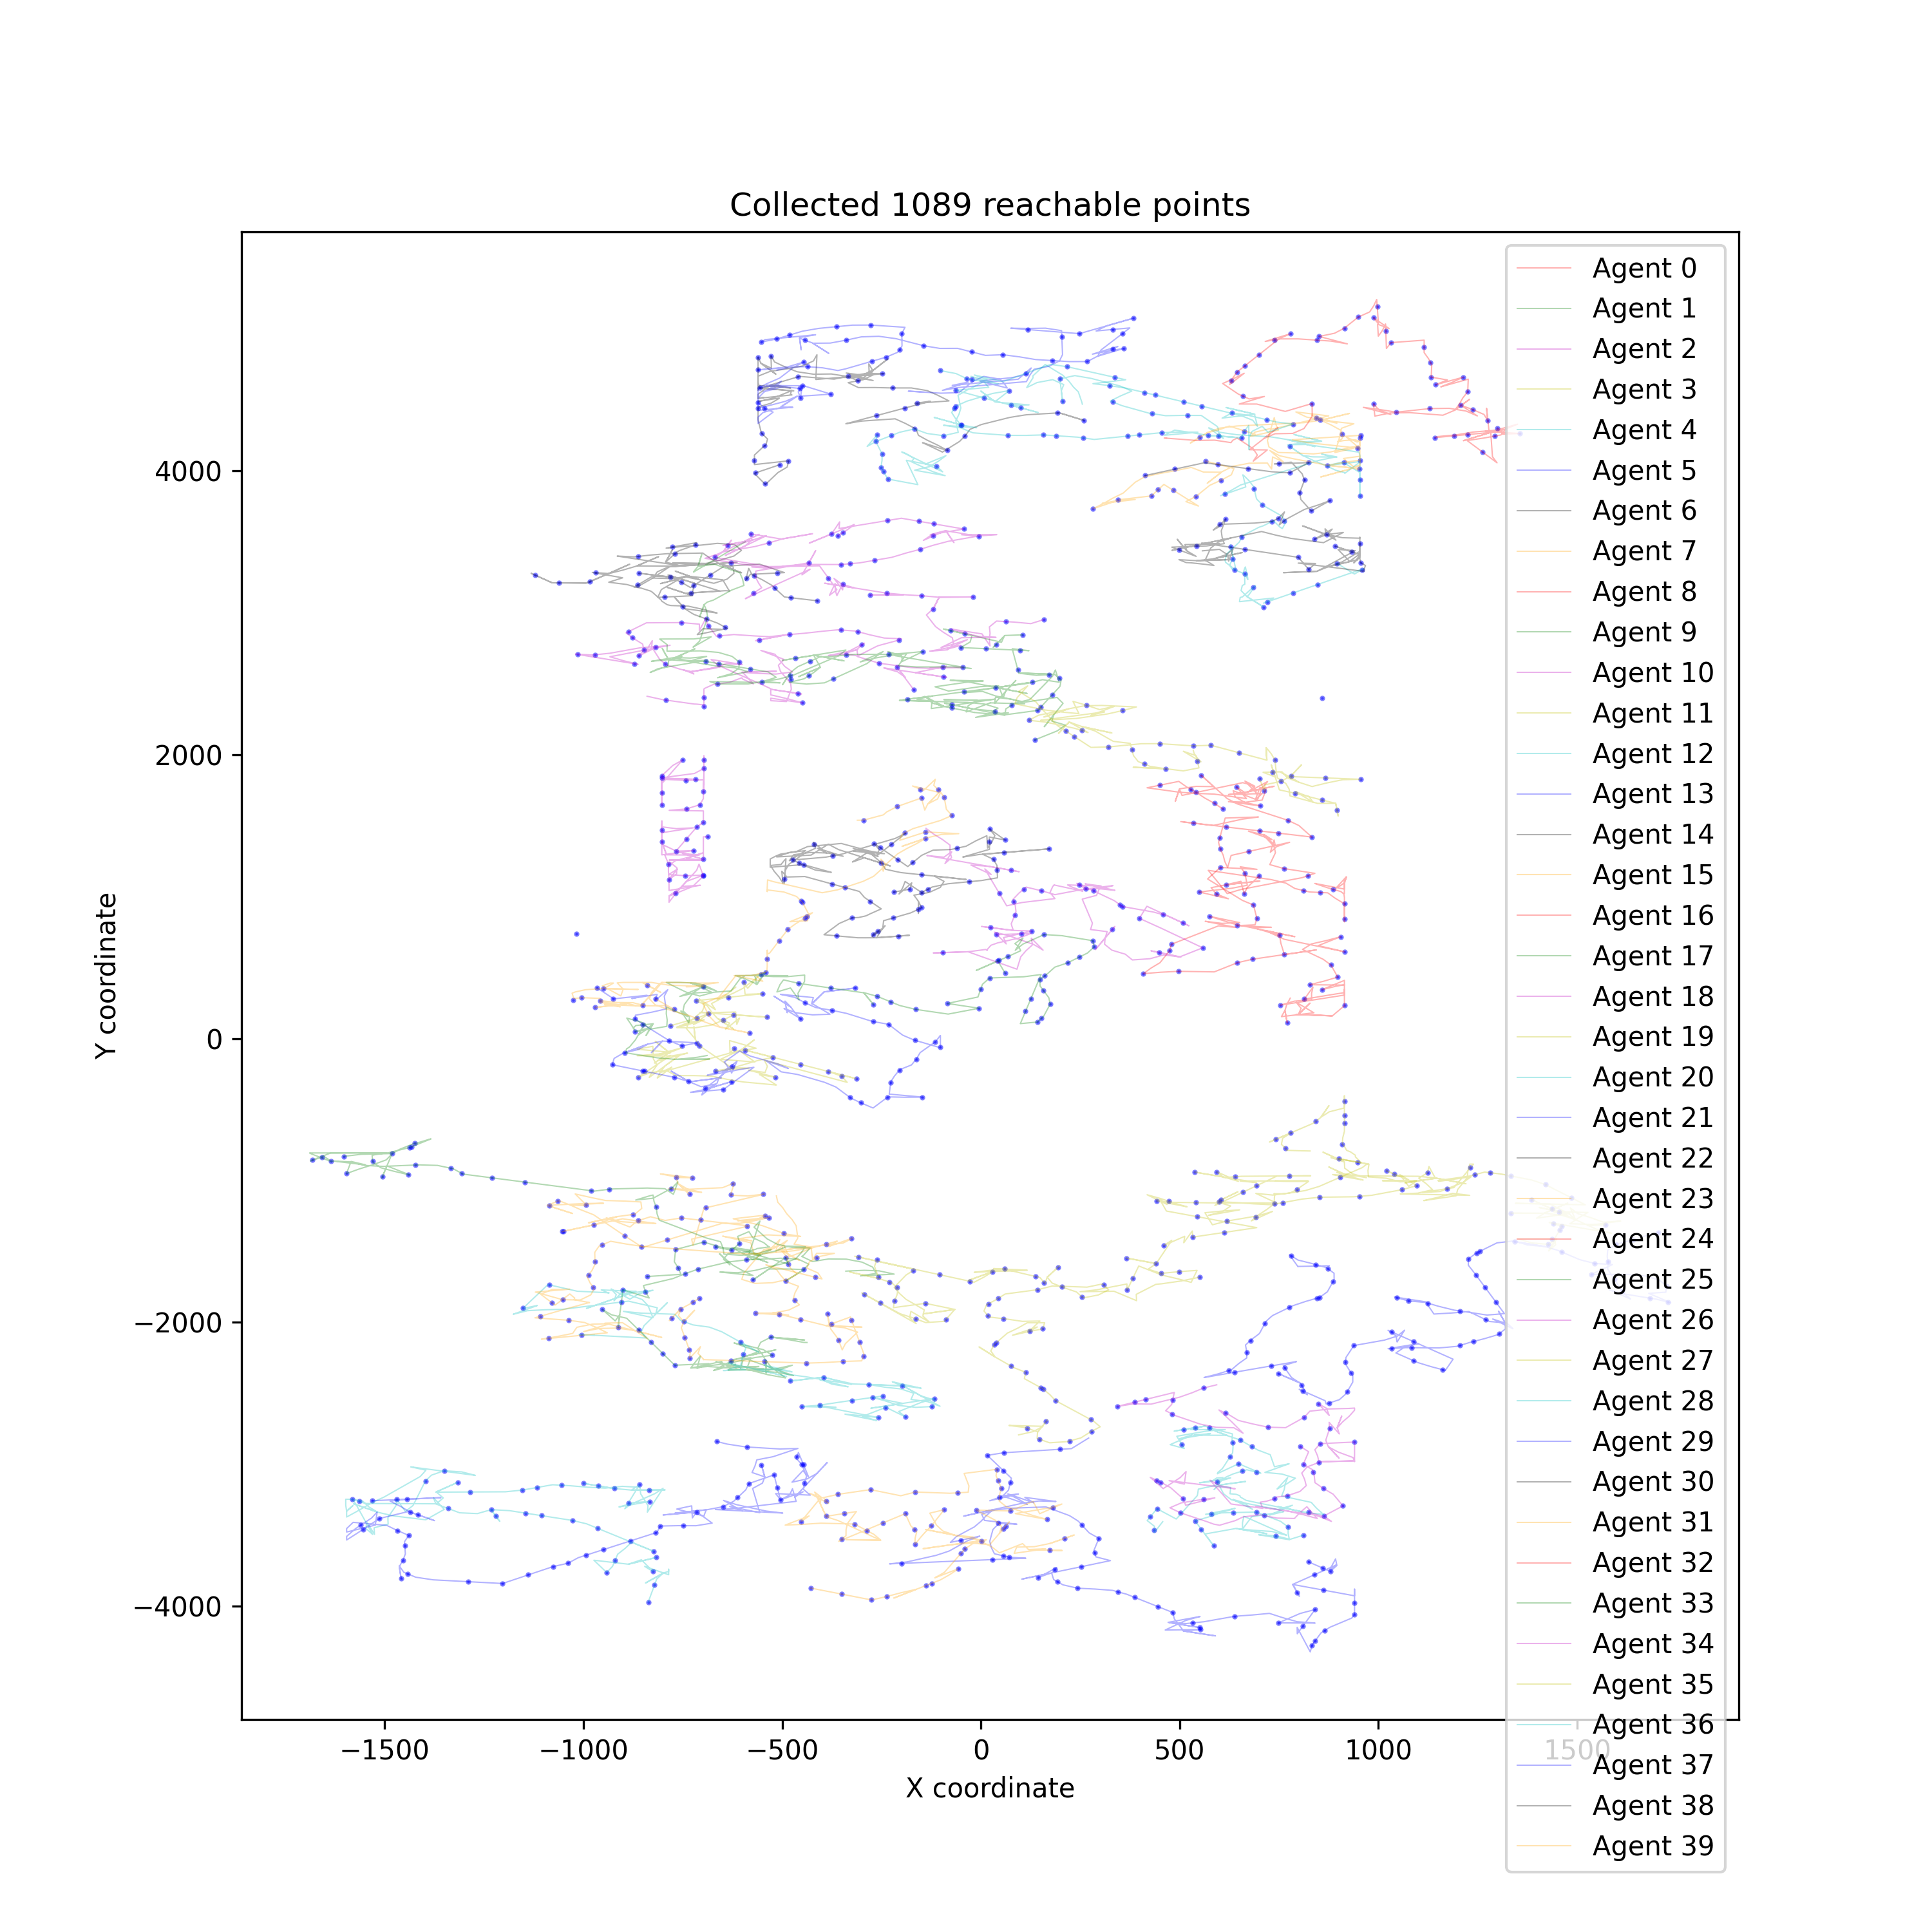 Collected 1089 reachable points
Agent 0
Agent 1
Agent 2
Agent 3
Agent 4
Agent 5
Agent 6
Agent 7
Agent 8
Agent 9
Agent 10
Agent 11
Agent 12
Agent 13
Agent 14
Agent 15
Agent 16
Agent 17
Agent 18
Agent 19
Agent 20
Agent 21
Agent 22
Agent 23
Agent 24
Agent 25
Agent 26
Agent 27
Agent 28
Agent 29
Agent 30
Agent 31
Agent 32
Agent 33
Agent 34
Agent 35
Agent 36
Agent 37
Agent 38
Agent 39
Y coordinate
4000
2000
0
−2000
−4000
−1500 −1000 −500 0 500 1000 1500
X coordinate